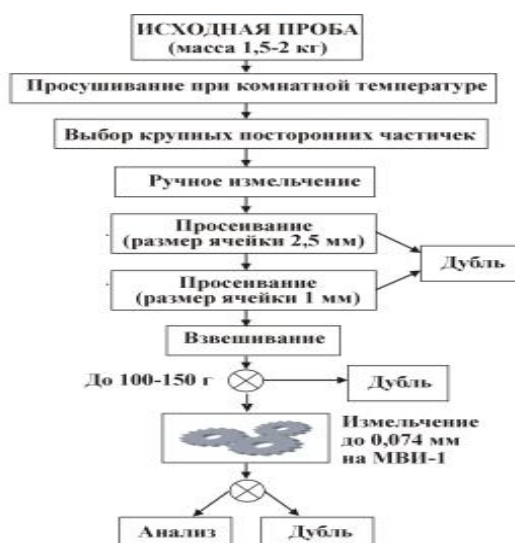 ИСХОДНАЯ ПРОБА
(масса 1,5-2 кг)
Просушивание при комнатной температуре
Выбор крупных посторонних частичек
Ручное измельчение
Просеивание
(размер ячейки 2,5 мм)
Дубль
Просеивание
(размер ячейки 1 мм)
Взвешивание
До 100-150 г
Дубль
Измельчение
до 0,074 мм
на МВИ-1
Анализ
Дубль